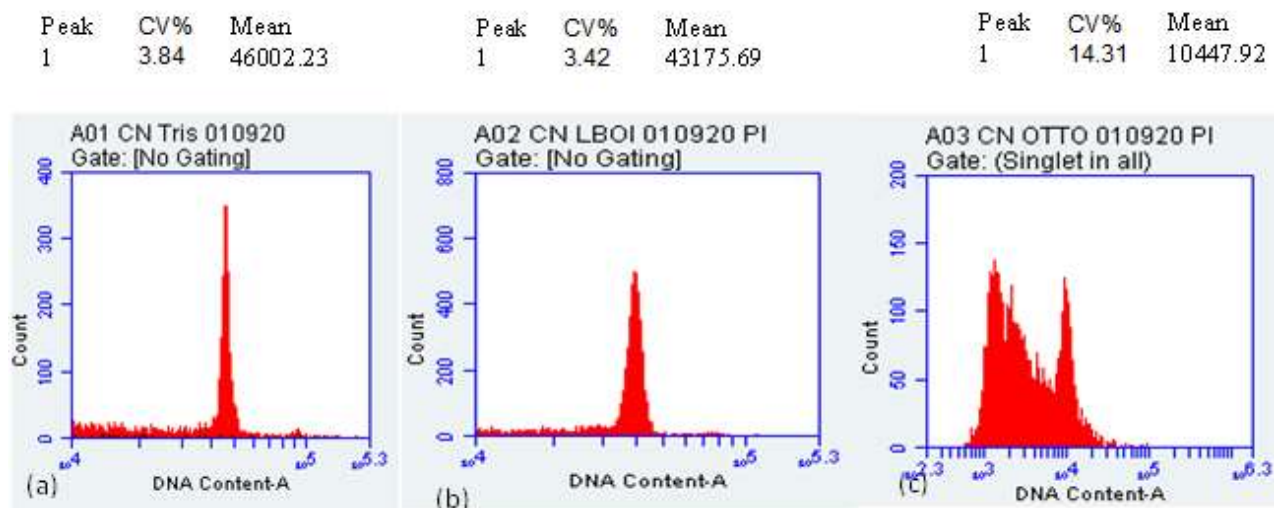 Peak CV% Mean
1 3.84 46002.23
Peak CV% Mean
1 3.42 43175.69
Peak CV% Mean
1 14.31 10447.92
A01 CN Tris 010920
Gate: [No Gating]
400
300
200
100
0
Count
10^4 10^5 10^5.3
DNA Content-A
(a)
A02 CN LBOI 010920 PI
Gate: [No Gating]
800
600
400
200
0
Count
10^4 10^5 10^5.3
DNA Content-A
(b)
A03 CN OTTO 010920 PI
Gate: (Singlet in all)
200
150
100
50
0
Count
10^2.3 10^3 10^4 10^5 10^6.3
DNA Content-A
(c)